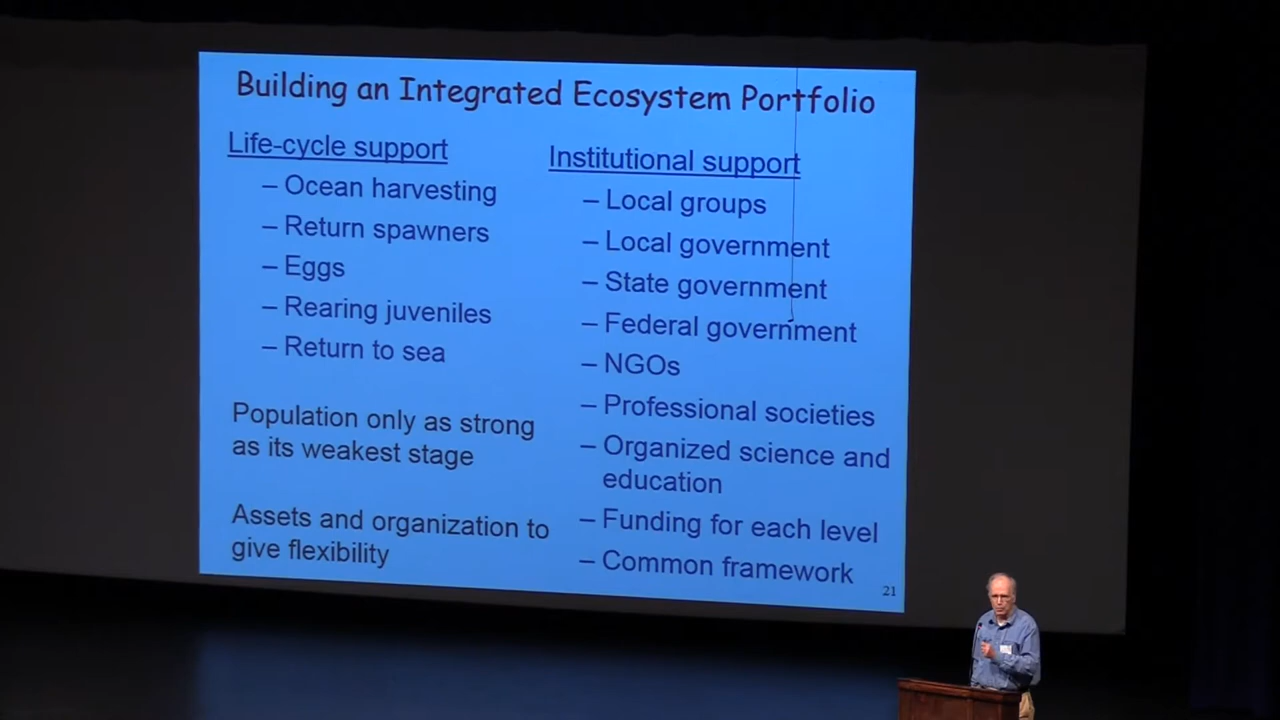 Building an Integrated Ecosystem Portfolio
Life-cycle support
– Ocean harvesting
– Return spawners
– Eggs
– Rearing juveniles
– Return to sea
Population only as strong
as its weakest stage
Assets and organization to
give flexibility
Institutional support
– Local groups
– Local government
– State government
– Federal government
– NGOs
– Professional societies
– Organized science and
education
– Funding for each level
– Common framework
21